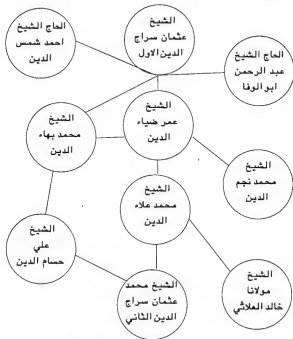 الحاج الشيخ
احمد شمس
الدين
الشيخ
عثمان سراج
الدين الاول
الحاج الشيخ
عبد الرحمن
ابو الوفا
الشيخ
محمد بهاء
الدين
الشيخ
عمر ضياء
الدين
الشيخ
محمد نجم
الدين
الشيخ
محمد علاء
الدين
الشيخ
علي
حسام الدين
الشيخ محمد
عثمان سراج
الدين الثاني
الشيخ
مولانا
خالد العلائي